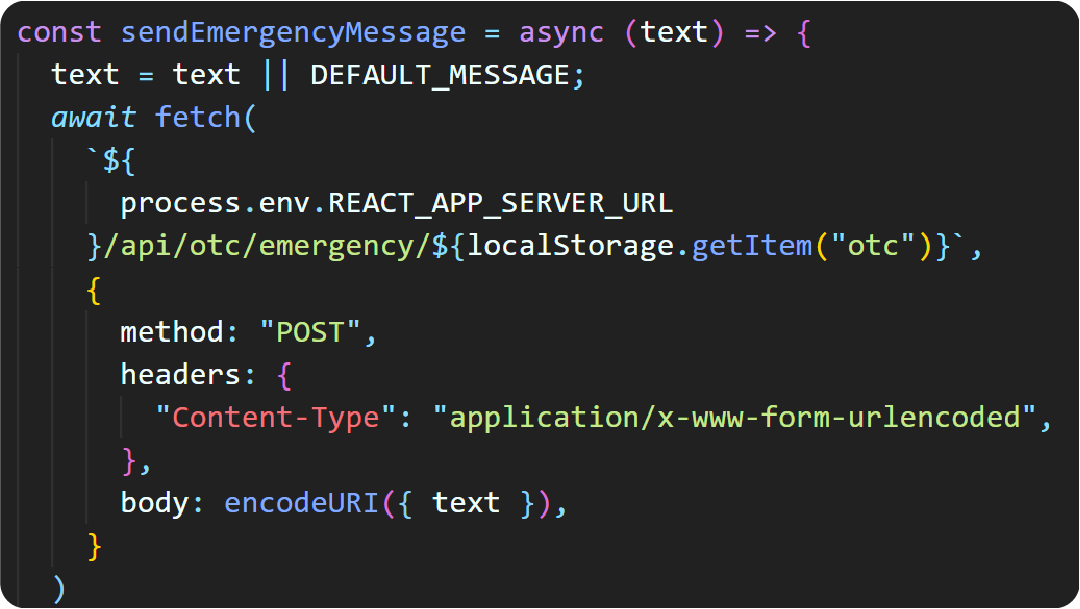 const sendEmergencyMessage = async (text) => {
  text = text || DEFAULT_MESSAGE;
  await fetch(
    `${
      process.env.REACT_APP_SERVER_URL
    }/api/otc/emergency/${localStorage.getItem("otc")}`,
    {
      method: "POST",
      headers: {
        "Content-Type": "application/x-www-form-urlencoded",
      },
      body: encodeURI({ text }),
    }
  )